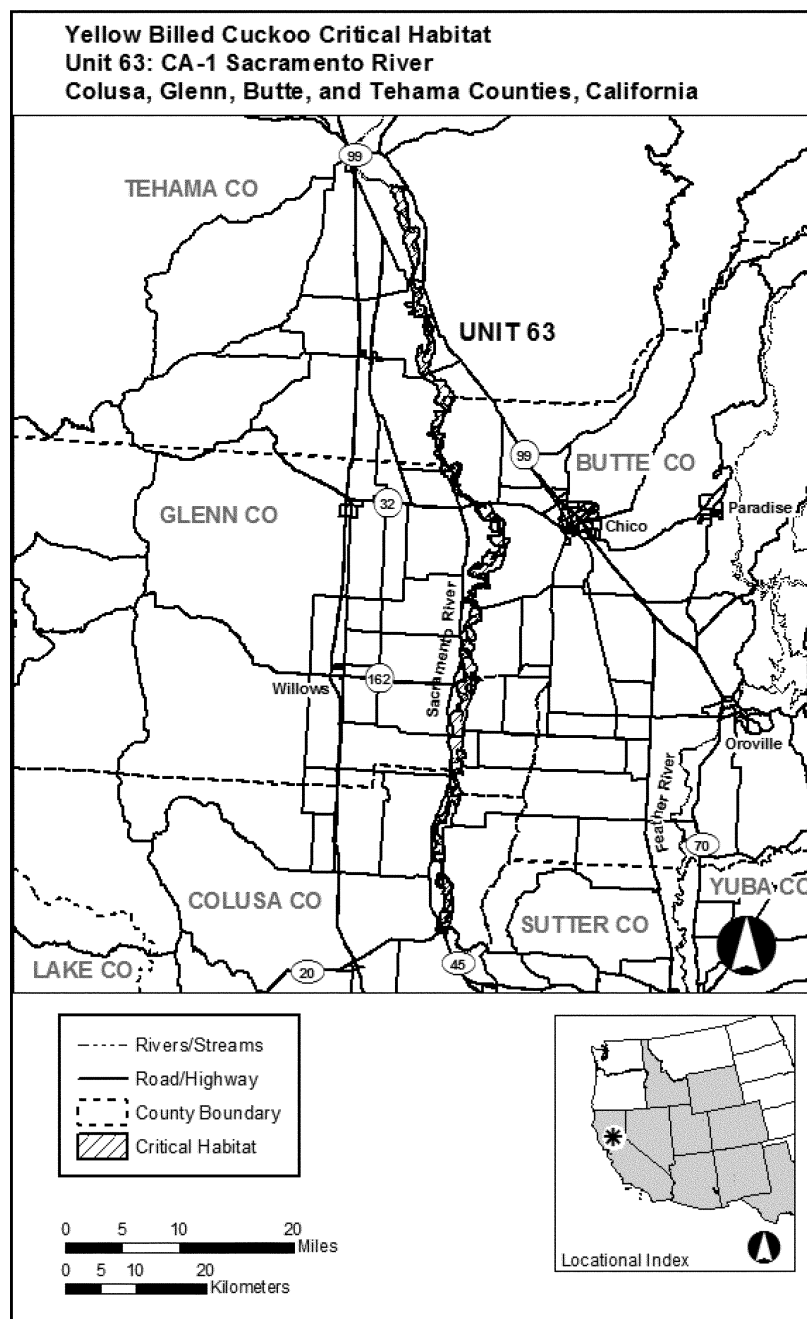 Yellow Billed Cuckoo Critical Habitat
Unit 63: CA-1 Sacramento River
Colusa, Glenn, Butte, and Tehama Counties, California
99
TEHAMA CO
UNIT 63
99
BUTTE CO
32
GLENN CO
Paradise
Chico
Sacramento River
162
Willows
Oroville
Feather River
70
YUBA CO
COLUSA CO
SUTTER CO
LAKE CO
20
45
Rivers/Streams
Road/Highway
County Boundary
Critical Habitat
0 5 10 20
Miles
0 5 10 20
Kilometers
Locational Index